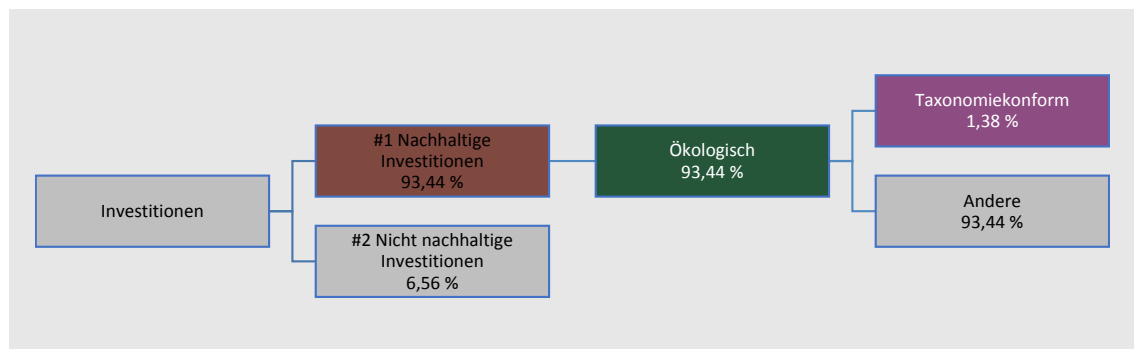 Investitionen
#1 Nachhaltige
Investitionen
93,44 %
#2 Nicht nachhaltige
Investitionen
6,56 %
Ökologisch
93,44 %
Taxonomiekonform
1,38 %
Andere
93,44 %